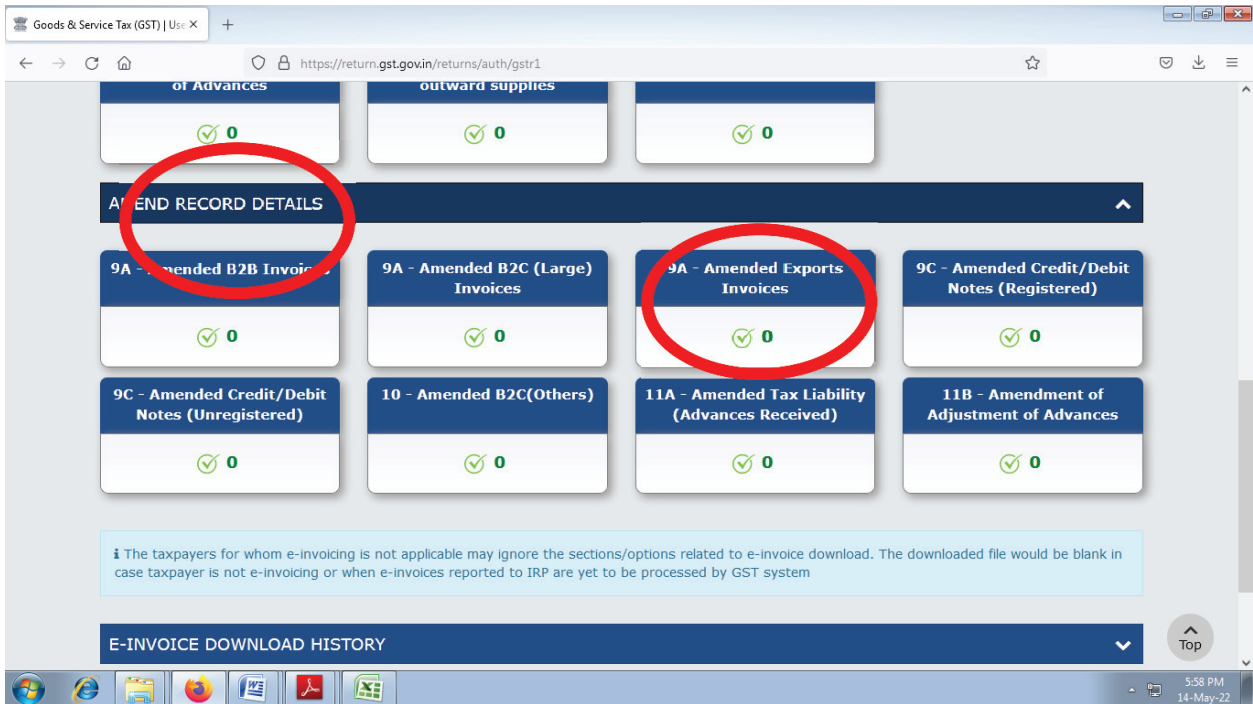 Goods & Service Tax (GST) | Use
https://return.gst.gov.in/returns/auth/gstr1
of Advances
outward supplies
0
0
0
RECORD DETAILS
9A - Amended B2B
9A - Amended B2C (Large)
Invoices
9A - Amended Exports
Invoices
9C - Amended Credit/Debit
Notes (Registered)
0
0
0
0
9C - Amended Credit/Debit
Notes (Unregistered)
10 - Amended B2C(Others)
11A - Amended Tax Liability
(Advances Received)
11B - Amendment of
Adjustment of Advances
0
0
0
0
i The taxpayers for whom e-invoicing is not applicable may ignore the sections/options related to e-invoice download. The downloaded file would be blank in
case taxpayer is not e-invoicing or when e-invoices reported to IRP are yet to be processed by GST system
E-INVOICE DOWNLOAD HISTORY
Top
5:58 PM
14-May-22